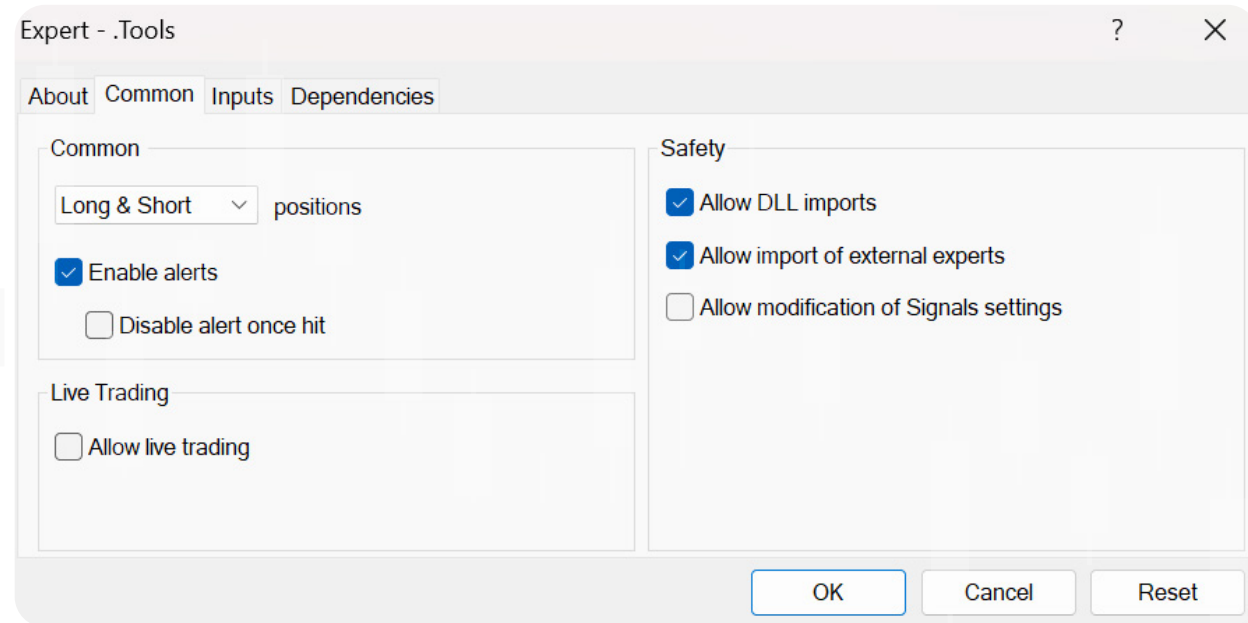 Expert - .Tools
About Common Inputs Dependencies
Common
Long & Short positions
Enable alerts
Disable alert once hit
Live Trading
Allow live trading
Safety
Allow DLL imports
Allow import of external experts
Allow modification of Signals settings
OK Cancel Reset